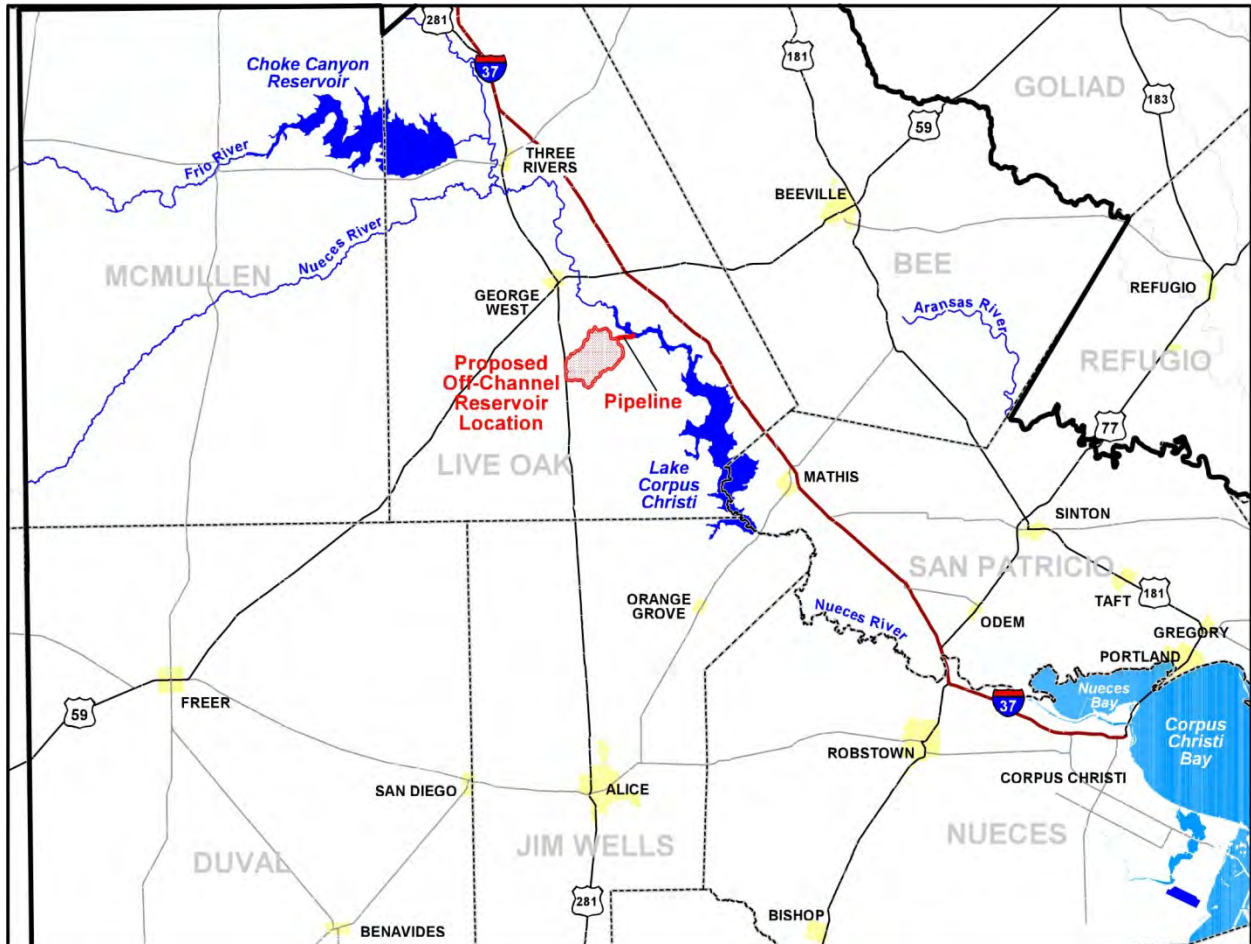 281
181
Choke Canyon
Reservoir
37
GOLIAD
183
59
Frio River
THREE
RIVERS
BEEVILLE
Nueces River
MCMULLEN
BEE
GEORGE
WEST
REFUGIO
Aransas River
Proposed
Off-Channel
Reservoir
Location
Pipeline
REFUGIO
77
LIVE OAK
Lake
Corpus
Christi
MATHIS
SINTON
SAN PATRICIO
ORANGE
GROVE
Nueces River
TAFT
181
ODEM
GREGORY
PORTLAND
Nueces
Bay
FREER
59
37
Corpus
Christi
Bay
ROBSTOWN
CORPUS CHRISTI
SAN DIEGO
ALICE
NUECES
JIM WELLS
DUVAL
281
BISHOP
BENAVIDES